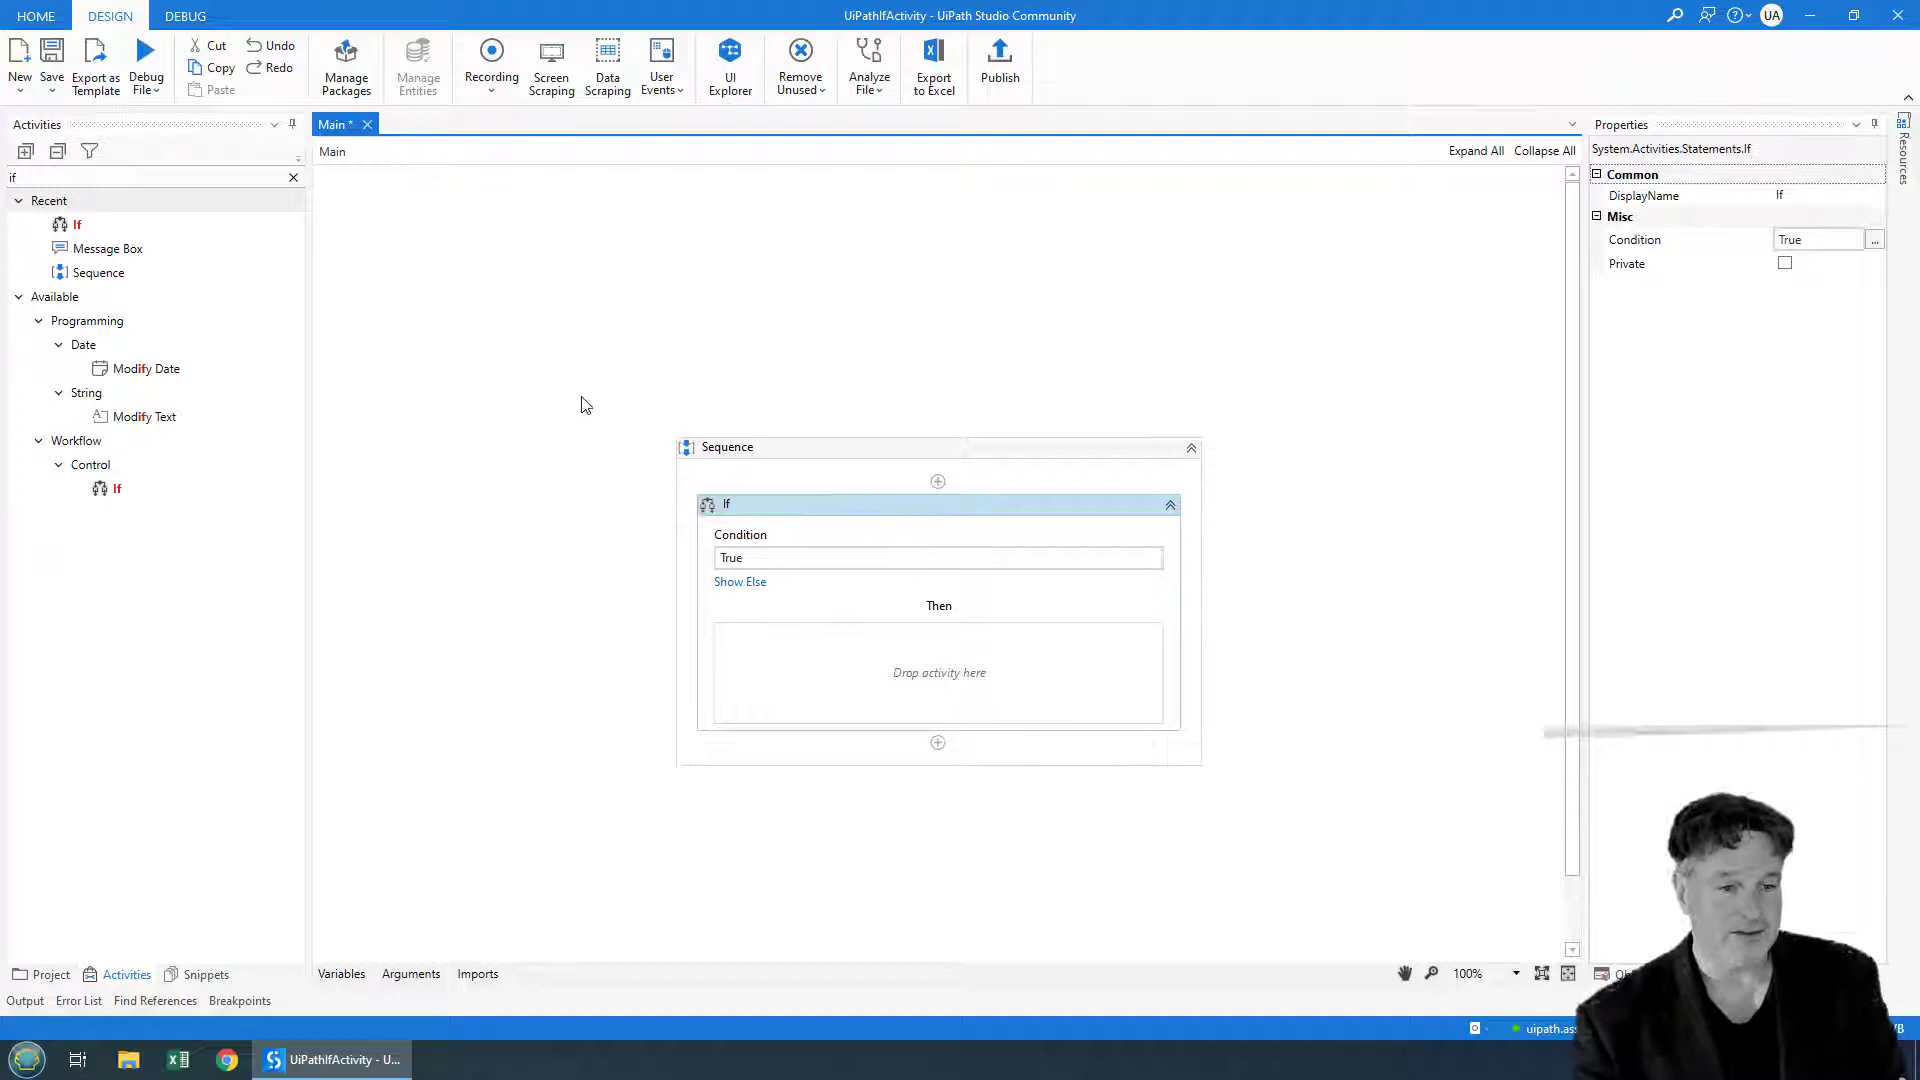 HOME DESIGN DEBUG
UiPathIfActivity - UiPath Studio Community
UA
New Save Export as Template Debug File
Cut Copy Paste
Undo Redo
Manage Packages
Manage Entities
Recording Screen Scraping Data Scraping User Events
UI Explorer
Remove Unused
Analyze File
Export to Excel
Publish
Activities
if
Recent
If
Message Box
Sequence
Available
Programming
Date
Modify Date
String
Modify Text
Workflow
Control
If
Project Activities Snippets
Main *
Main
Expand All Collapse All
Sequence
If
Condition
True
Show Else
Then
Drop activity here
Variables Arguments Imports
100%
Properties
System.Activities.Statements.If
Common
DisplayName If
Misc
Condition True ...
Private
Resources
Output Error List Find References Breakpoints
UiPathIfActivity - U...